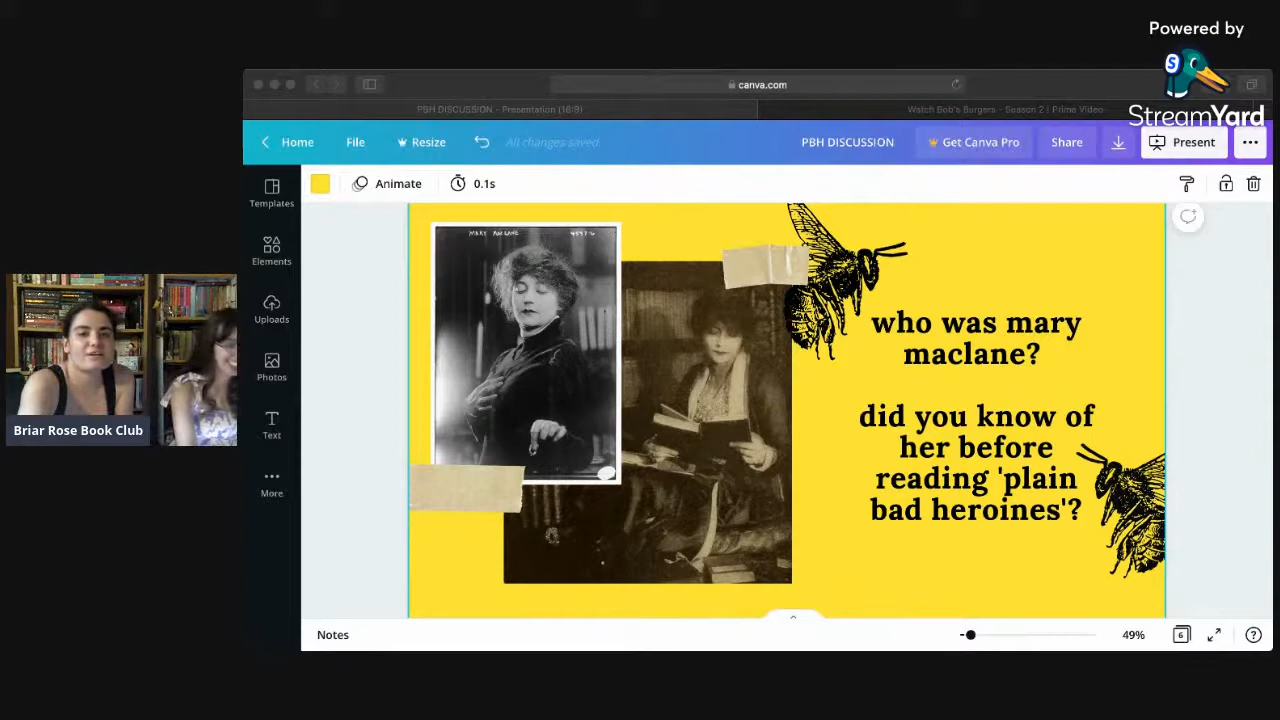 Powered by
StreamYard
canva.com
PBH DISCUSSION - Presentation (16:9)
Watch Bob's Burgers - Season 2 | Prime Video
Home
File
Resize
All changes saved
PBH DISCUSSION
Get Canva Pro
Share
Present
Animate
0.1s
Templates
Elements
Uploads
Photos
Text
More
MARY MACLANE
who was mary
maclane?
did you know of
her before
reading 'plain
bad heroines'?
Briar Rose Book Club
Notes
49%
6